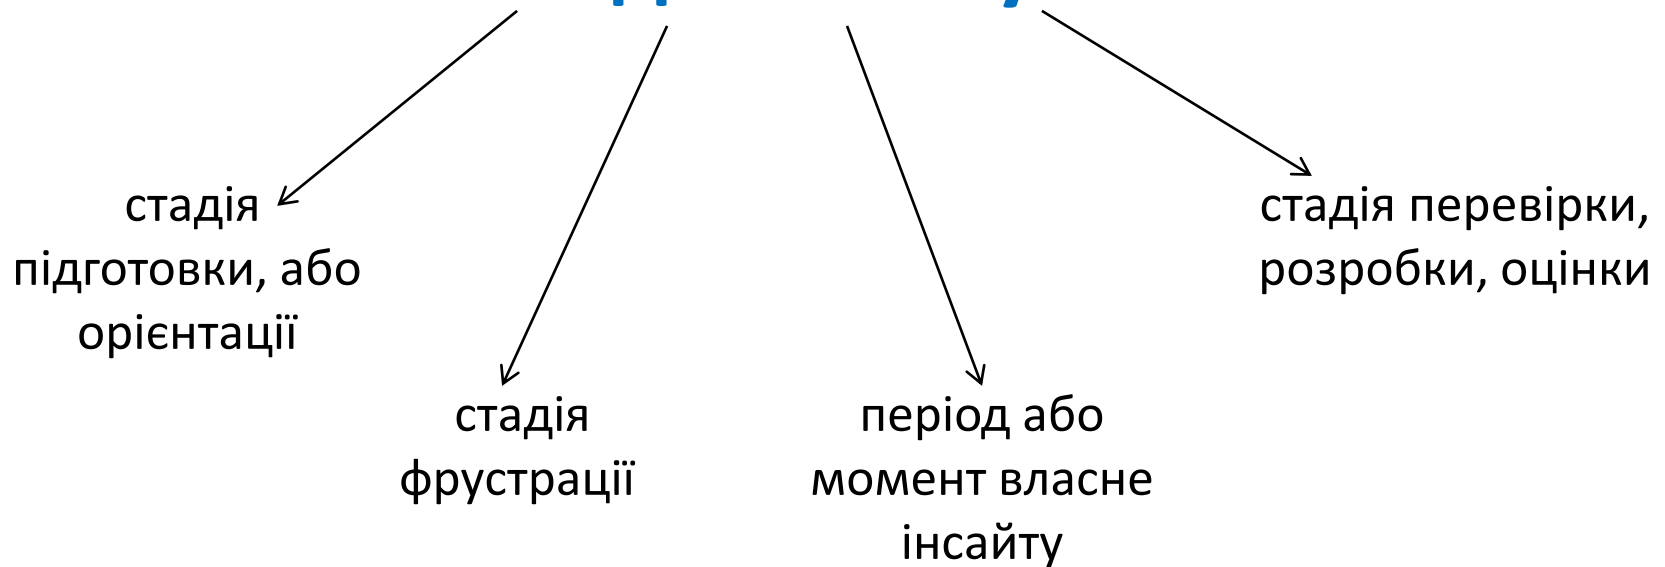 стадія
підготовки, або
орієнтації
стадія
фрустрації
період або
момент власне
інсайту
стадія перевірки,
розробки, оцінки